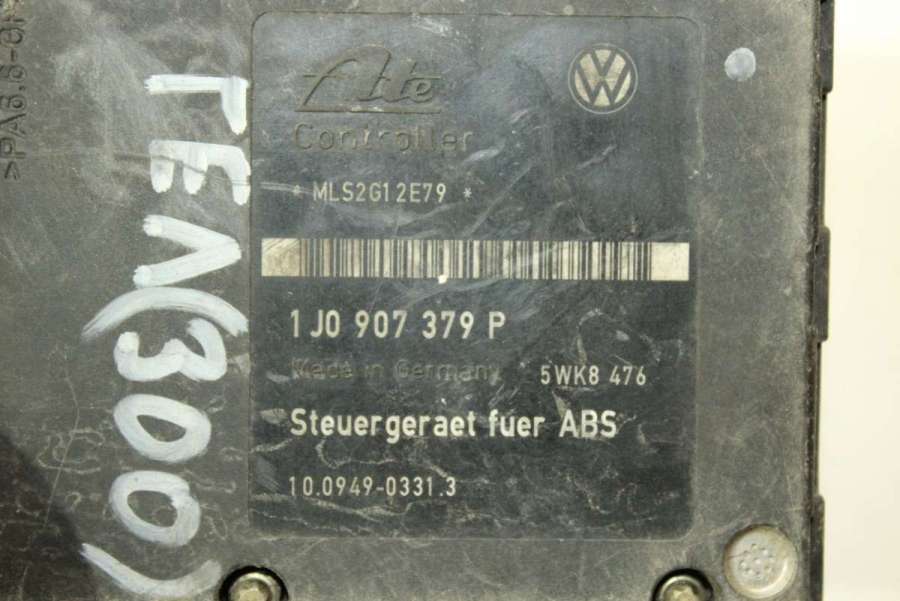 Ate
Controller
* MLS2G12E79 *
1J0 907 379 P
Made in Germany
5WK8 476
Steuergeraet fuer ABS
10.0949-0331.3
ГЕЛ(300)